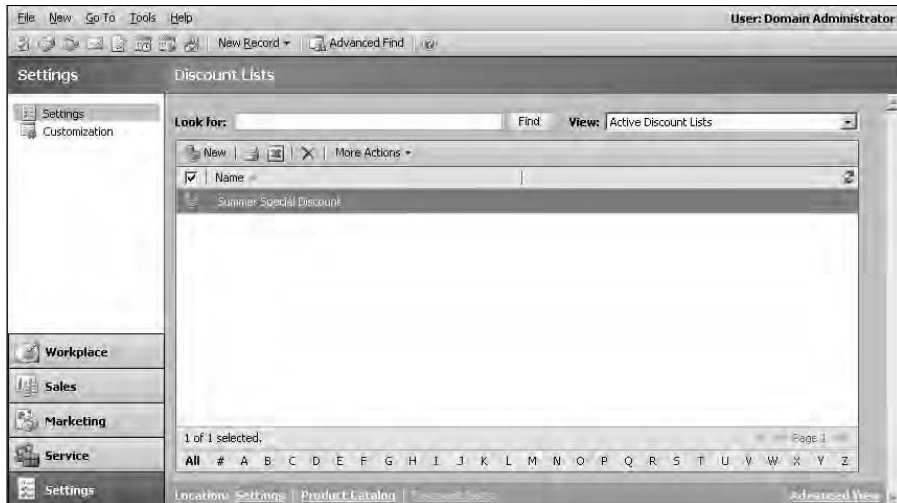 File New Go To Tools Help User: Domain Administrator
New Record Advanced Find
Settings Discount Lists
Settings
Customization
Look for: Find View: Active Discount Lists
New More Actions
Name
Summer Special Discount
Workplace
Sales
Marketing
Service
Settings
1 of 1 selected. Page 1
All # A B C D E F G H I J K L M N O P Q R S T U V W X Y Z
Location: Settings | Product Catalog | Discount Lists Advanced View